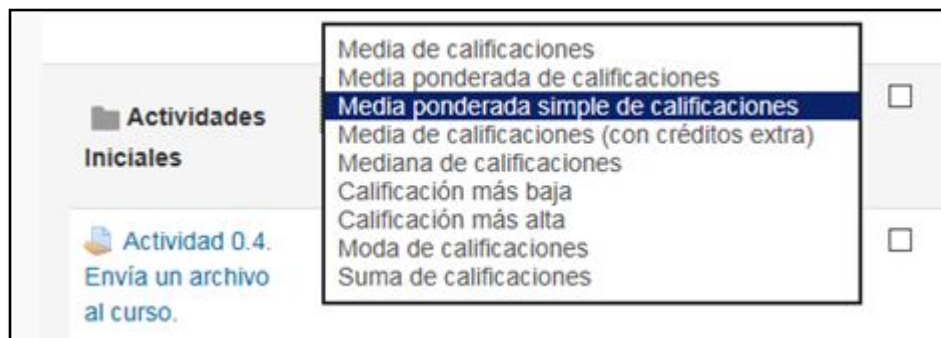 Media de calificaciones
Media ponderada de calificaciones
Media ponderada simple de calificaciones
Media de calificaciones (con créditos extra)
Mediana de calificaciones
Calificación más baja
Calificación más alta
Moda de calificaciones
Suma de calificaciones
Actividades
Iniciales
Actividad 0.4.
Envía un archivo
al curso.